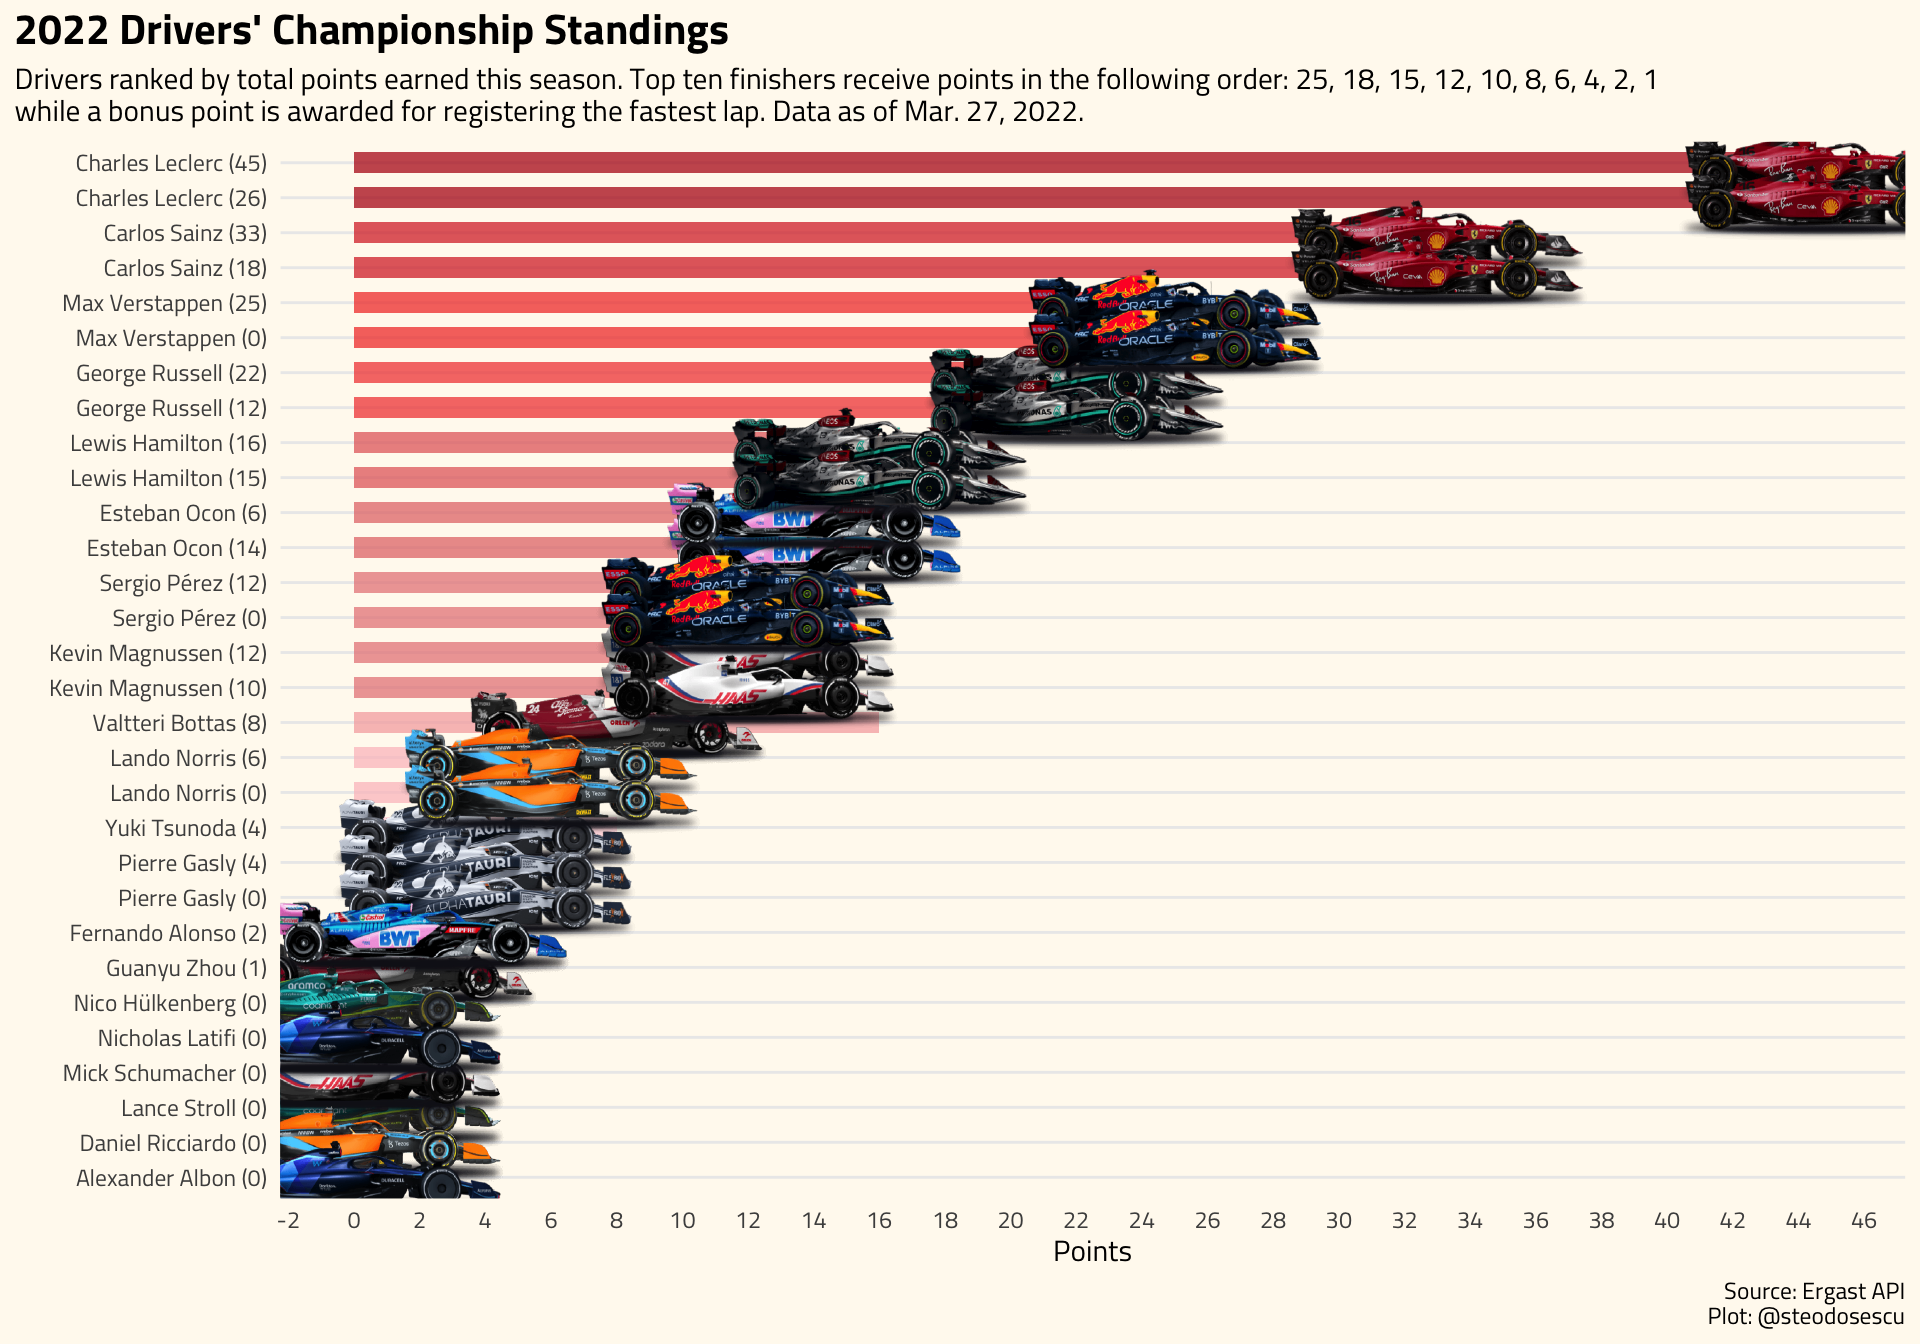 2022 Drivers' Championship Standings
Drivers ranked by total points earned this season. Top ten finishers receive points in the following order: 25, 18, 15, 12, 10, 8, 6, 4, 2, 1
while a bonus point is awarded for registering the fastest lap. Data as of Mar. 27, 2022.
Charles Leclerc (45)
Charles Leclerc (26)
Carlos Sainz (33)
Carlos Sainz (18)
Max Verstappen (25)
Max Verstappen (0)
George Russell (22)
George Russell (12)
Lewis Hamilton (16)
Lewis Hamilton (15)
Esteban Ocon (6)
Esteban Ocon (14)
Sergio Pérez (12)
Sergio Pérez (0)
Kevin Magnussen (12)
Kevin Magnussen (10)
Valtteri Bottas (8)
Lando Norris (6)
Lando Norris (0)
Yuki Tsunoda (4)
Pierre Gasly (4)
Pierre Gasly (0)
Fernando Alonso (2)
Guanyu Zhou (1)
Nico Hülkenberg (0)
Nicholas Latifi (0)
Mick Schumacher (0)
Lance Stroll (0)
Daniel Ricciardo (0)
Alexander Albon (0)
-2 0 2 4 6 8 10 12 14 16 18 20 22 24 26 28 30 32 34 36 38 40 42 44 46
Points
Source: Ergast API
Plot: @steodosescu